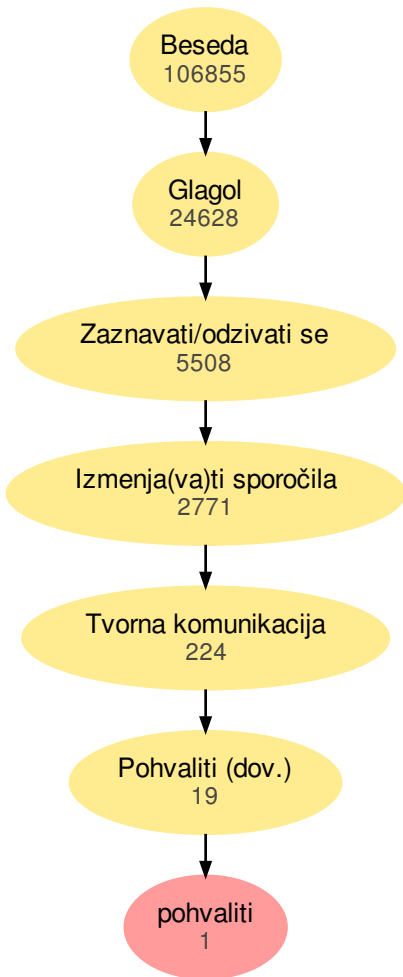 Beseda
106855
Glagol
24628
Zaznavati/odzivati se
5508
Izmenja(va)ti sporočila
2771
Tvorna komunikacija
224
Pohvaliti (dov.)
19
pohvaliti
1